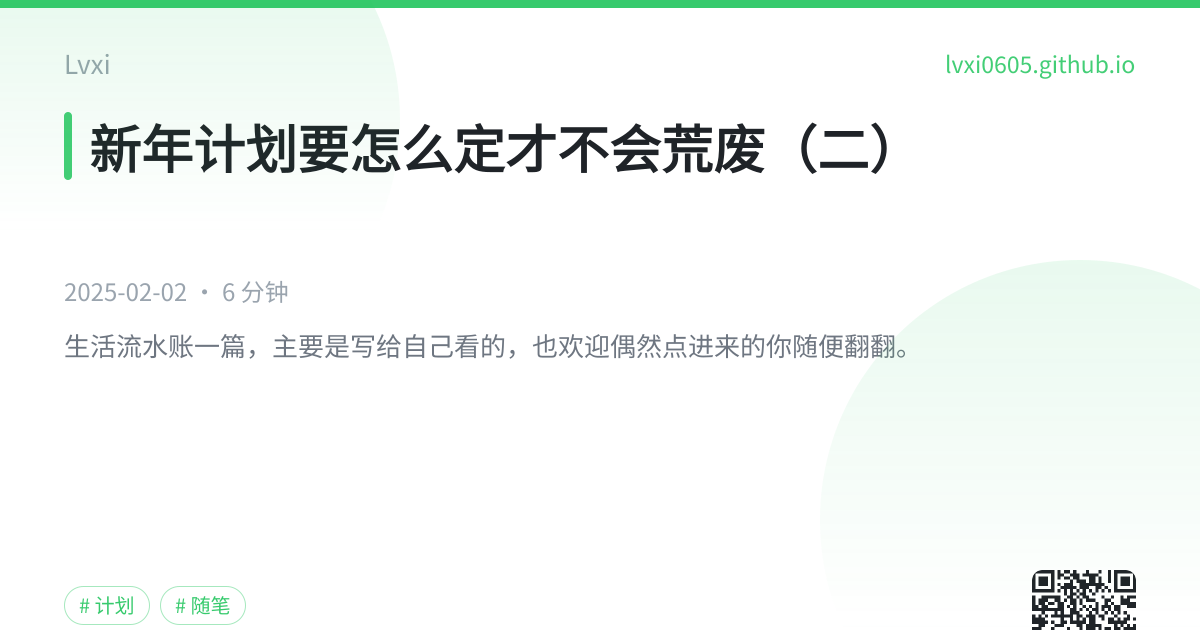 Lvxi
lvxi0605.github.io
新年计划要怎么定才不会荒废（二）
2025-02-02 · 6 分钟
生活流水账一篇，主要是写给自己看的，也欢迎偶然点进来的你随便翻翻。
# 计划
# 随笔